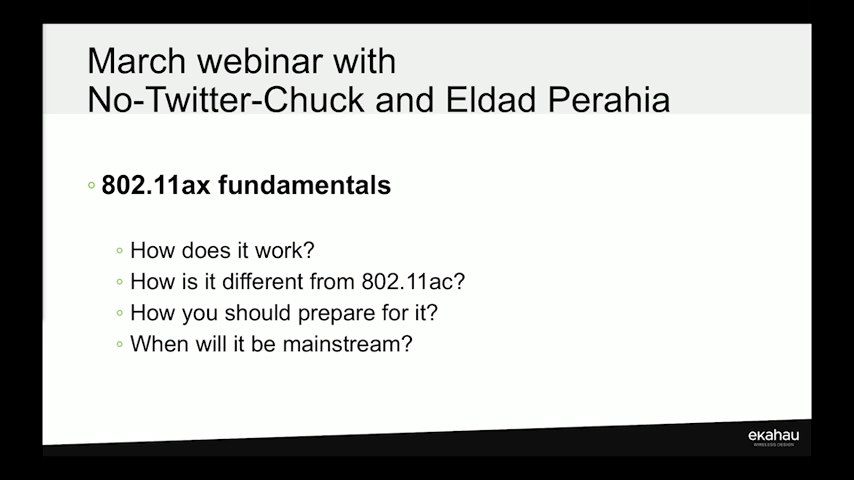 March webinar with
No-Twitter-Chuck and Eldad Perahia
802.11ax fundamentals
How does it work?
How is it different from 802.11ac?
How you should prepare for it?
When will it be mainstream?
ekahau
WIRELESS DESIGN